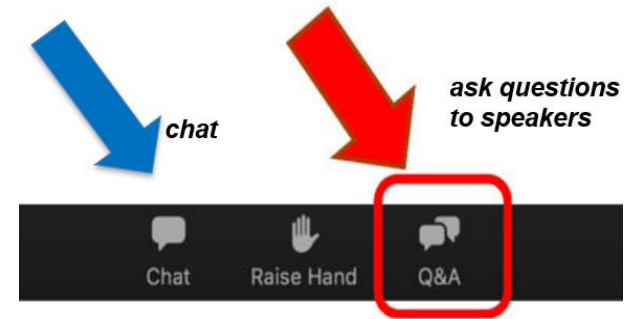 chat
ask questions
to speakers
Chat
Raise Hand
Q&A